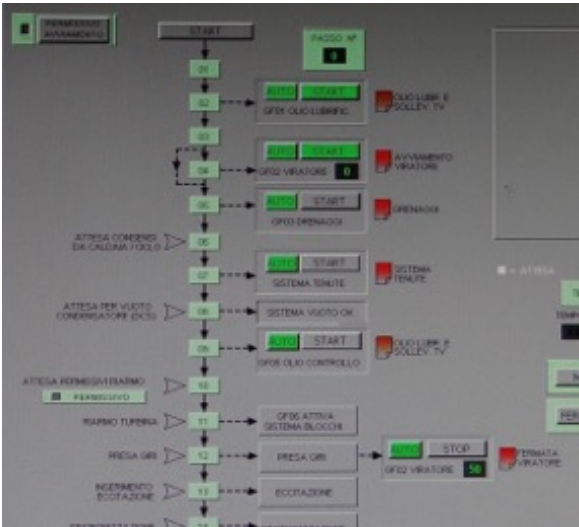 PERMISSIVO
AVVIAMENTO
START
PASSO N°
0
01
02
AUTO START
GF01 OLIO LUBRIFIC.
OLIO LUBR. E
SOLLEV. TV
03
04
AUTO START
GF02 VIRATORE 0
AVVIAMENTO
VIRATORE
05
AUTO START
GF03 DRENAGGI
DRENAGGI
ATTESA CONSENSI
DA CALDAIA / CICLO
06
07
AUTO START
SISTEMA TENUTE
SISTEMA
TENUTE
= ATTESA
ATTESA PER VUOTO
CONDENSATORE (DCS)
08
SISTEMA VUOTO OK
09
AUTO START
GF05 OLIO CONTROLLO
OLIO LUBR. E
SOLLEV. TV
ATTESA PERMISSIVI RIARMO
PERMISSIVO
10
RIARMO TURBINA
11
GF06 ATTIVA
SISTEMA BLOCCHI
PRESA GIRI
12
PRESA GIRI
AUTO STOP
GF02 VIRATORE 50
FERMATA
VIRATORE
INSERIMENTO
ECCITAZIONE
13
ECCITAZIONE